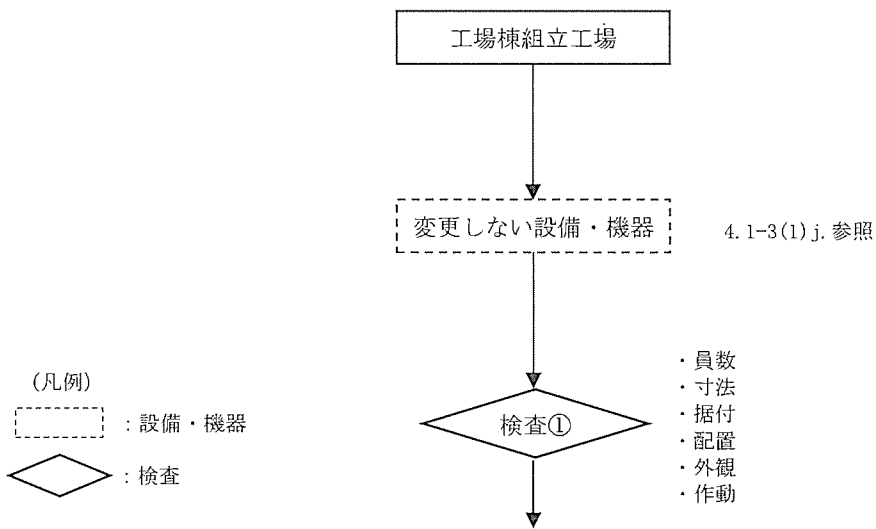 工場棟組立工場
変更しない設備・機器
4.1-3(1)j.参照
検査①
・員数
・寸法
・据付
・配置
・外観
・作動
(凡例)
：設備・機器
：検査